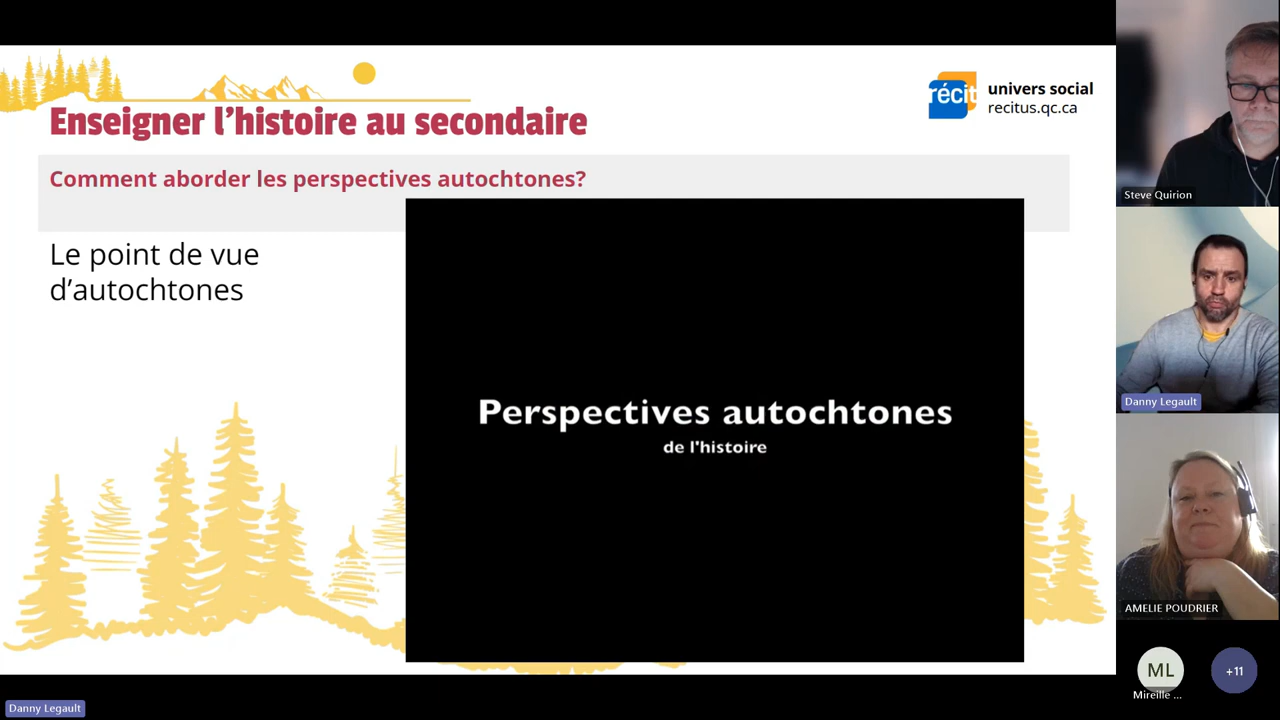 Enseigner l'histoire au secondaire
récit
univers social
recitus.qc.ca
Comment aborder les perspectives autochtones?
Le point de vue
d'autochtones
Perspectives autochtones
de l'histoire
Steve Quirion
Danny Legault
AMELIE POUDRIER
ML
Mireille ...
+11
Danny Legault